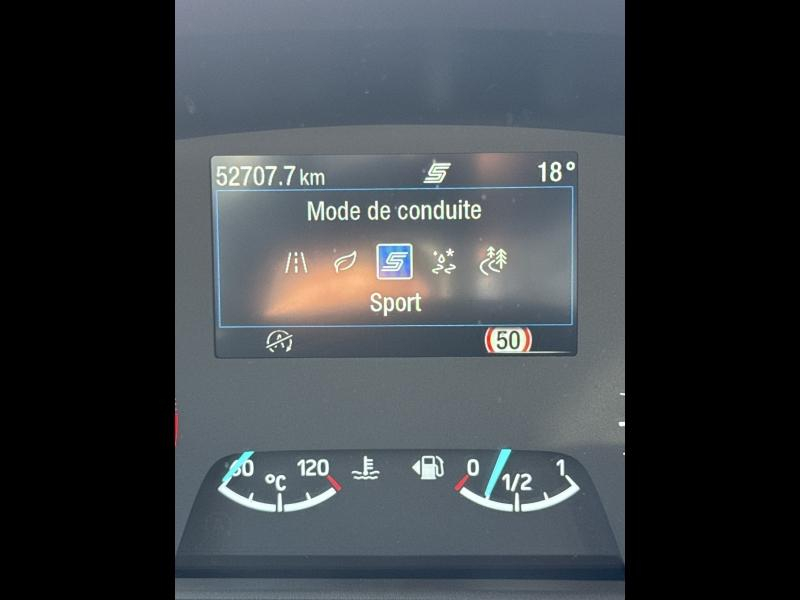 52707.7 km 18°
Mode de conduite
Sport
50
60 120 °C
0 1/2 1